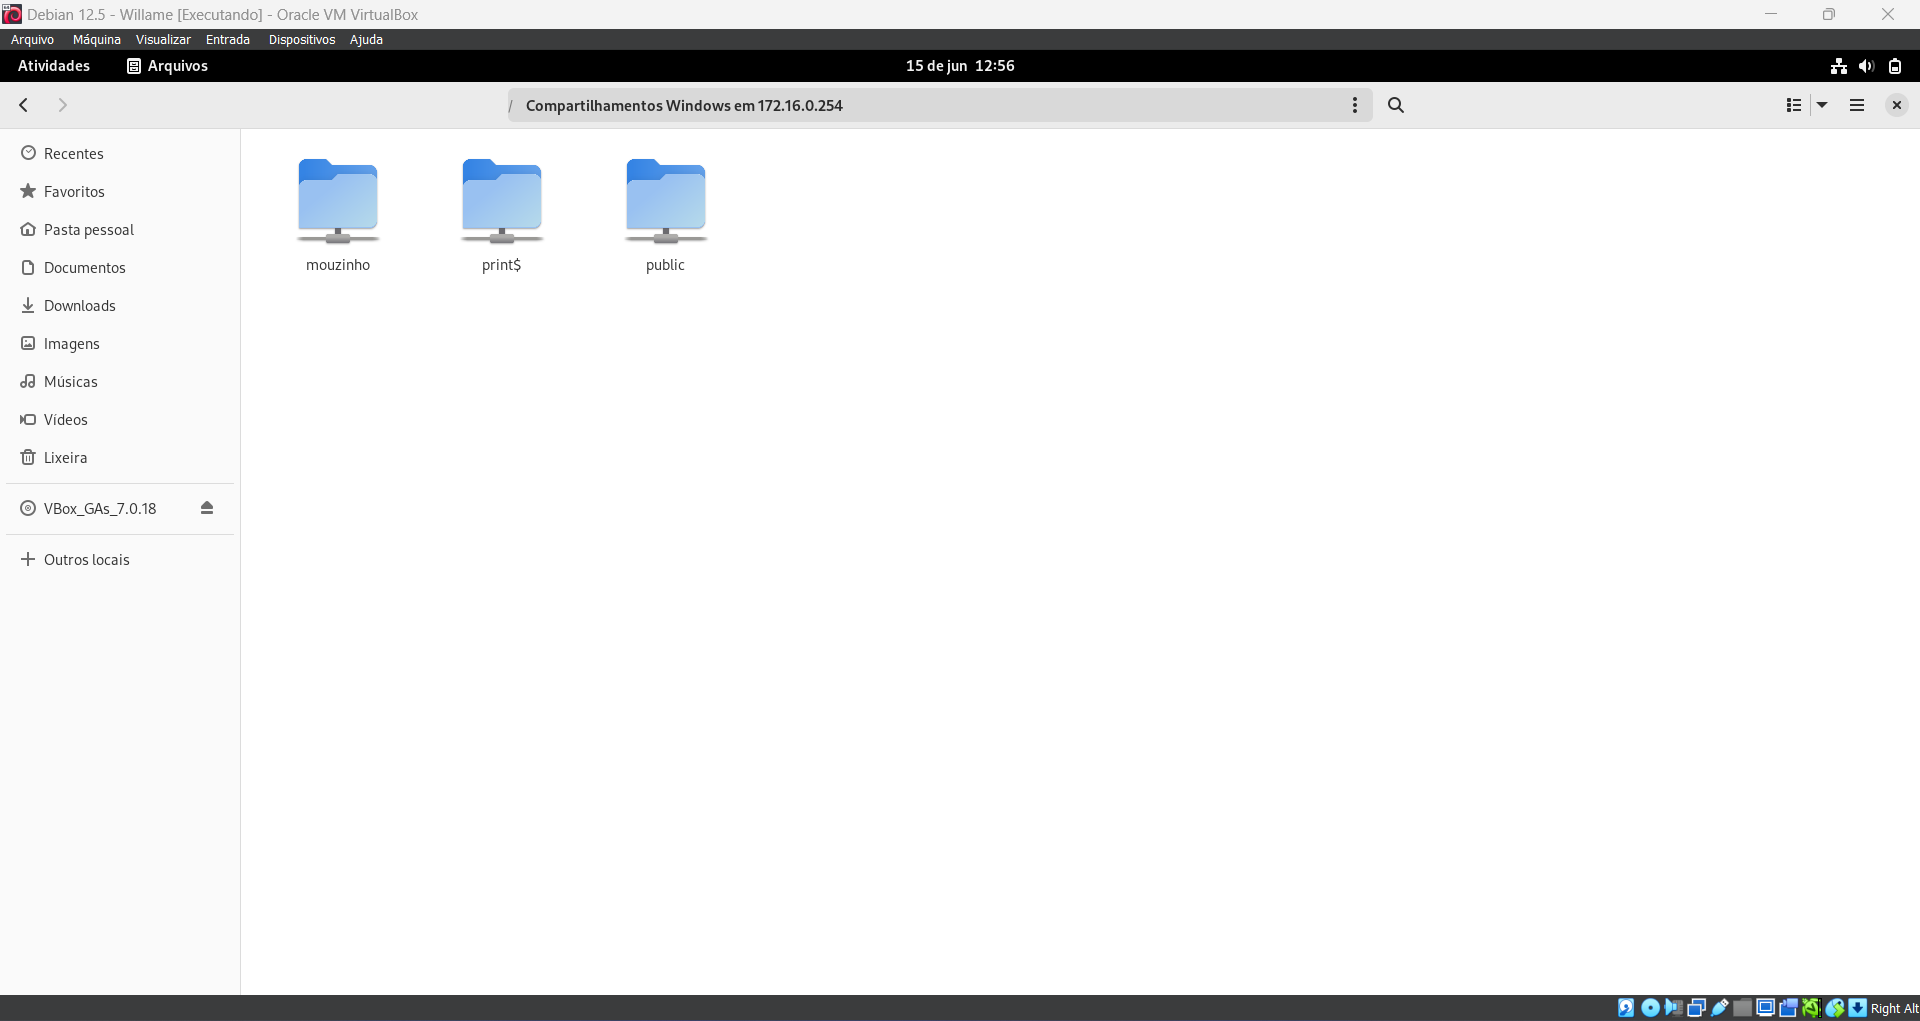 Debian 12.5 - Willame [Executando] - Oracle VM VirtualBox
Arquivo Máquina Visualizar Entrada Dispositivos Ajuda
Atividades Arquivos 15 de jun 12:56
/ Compartilhamentos Windows em 172.16.0.254
Recentes
Favoritos
Pasta pessoal
Documentos
Downloads
Imagens
Músicas
Vídeos
Lixeira
VBox_GAs_7.0.18
Outros locais
mouzinho print$ public
Right Alt